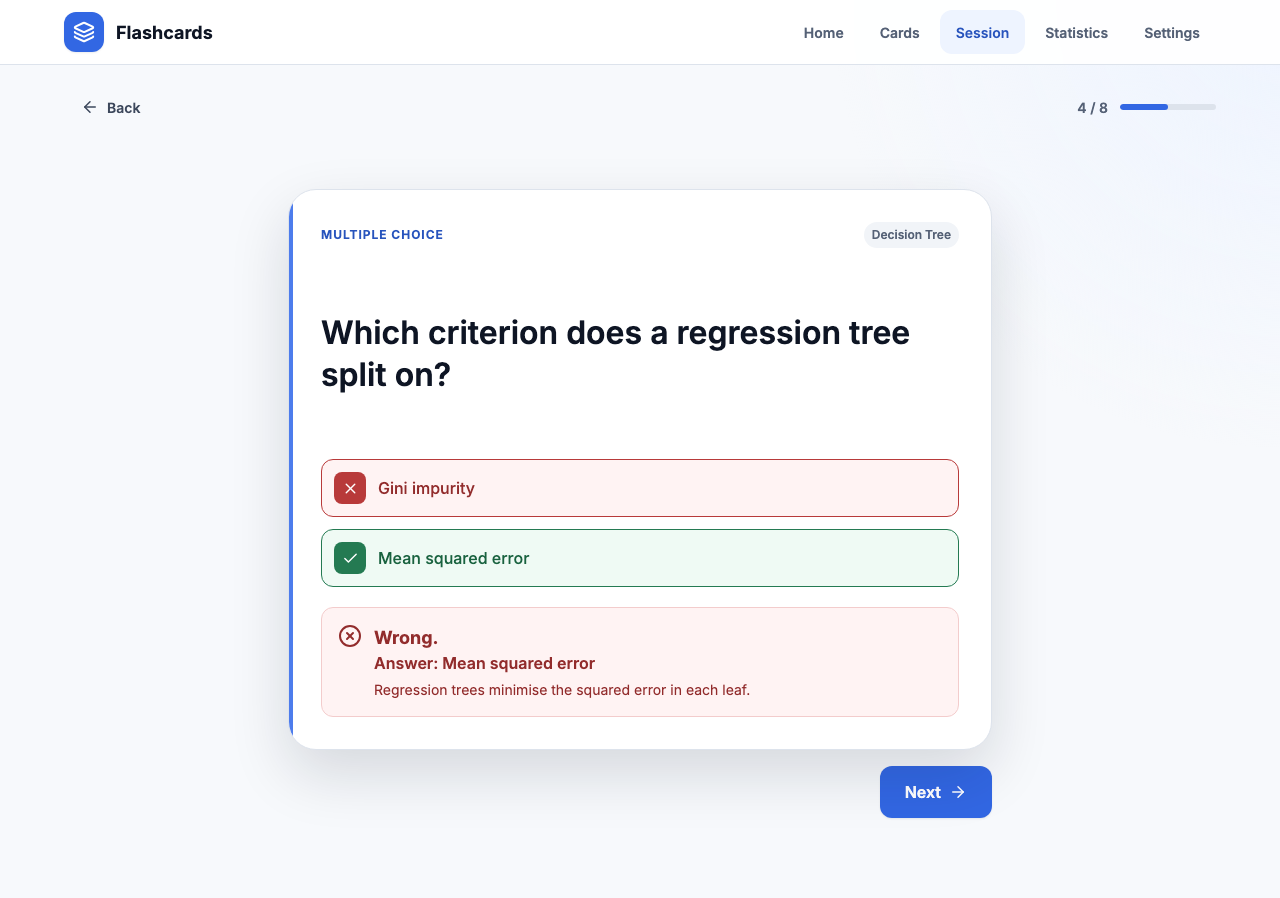 Flashcards
Home
Cards
Session
Statistics
Settings
Back
4 / 8
MULTIPLE CHOICE
Decision Tree
Which criterion does a regression tree
split on?
Gini impurity
Mean squared error
Wrong.
Answer: Mean squared error
Regression trees minimise the squared error in each leaf.
Next